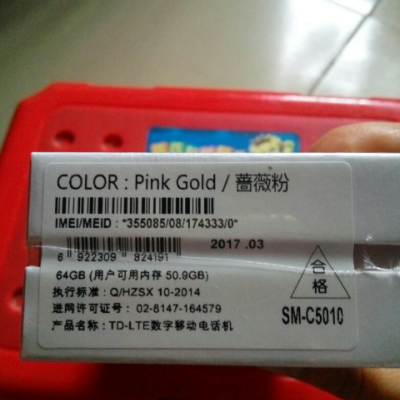 COLOR : Pink Gold / 蔷薇粉
IMEI/MEID : "355085/08/174333/0"
2017 .03
6 922309 824191
64GB (用户可用内存 50.9GB)
执行标准 : Q/HZSX 10-2014
进网许可证号 : 02-8147-164579
产品名称 : TD-LTE数字移动电话机
合格
SM-C5010